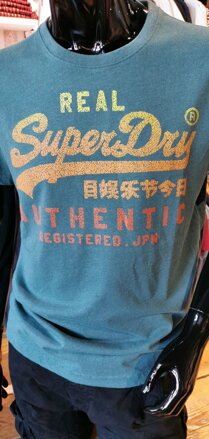 REAL
SuperDry
®
目娱乐节今日
AUTHENTIC
REGISTERED.JPN